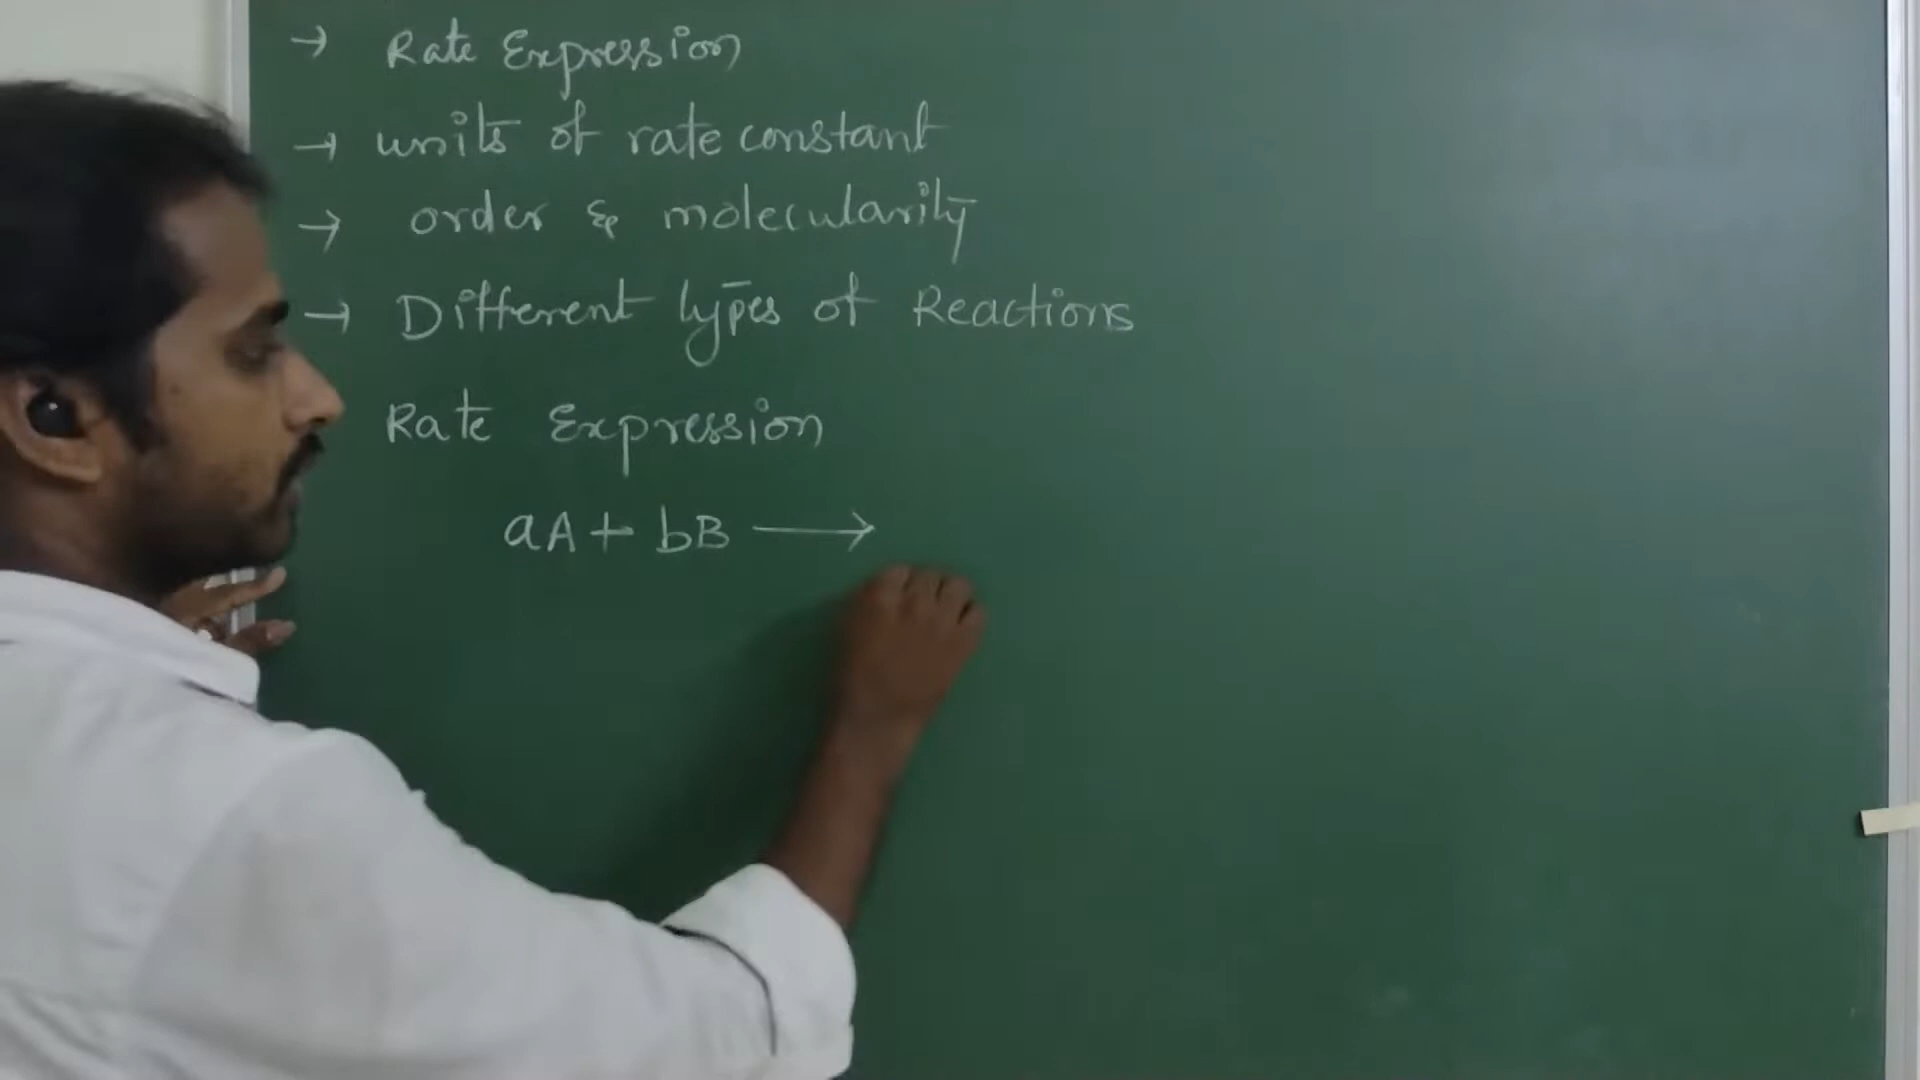 → Rate Expression
→ units of rate constant
→ order & molecularity
→ Different types of Reactions
Rate Expression
aA + bB ⟶